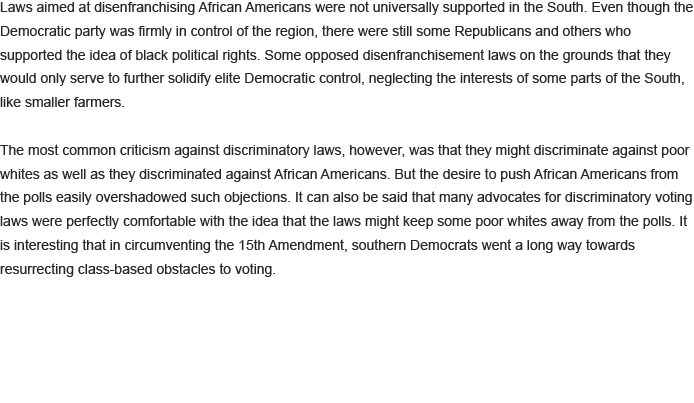 Laws aimed at disenfranchising African Americans were not universally supported in the South. Even though the
Democratic party was firmly in control of the region, there were still some Republicans and others who
supported the idea of black political rights. Some opposed disenfranchisement laws on the grounds that they
would only serve to further solidify elite Democratic control, neglecting the interests of some parts of the South,
like smaller farmers.
The most common criticism against discriminatory laws, however, was that they might discriminate against poor
whites as well as they discriminated against African Americans. But the desire to push African Americans from
the polls easily overshadowed such objections. It can also be said that many advocates for discriminatory voting
laws were perfectly comfortable with the idea that the laws might keep some poor whites away from the polls. It
is interesting that in circumventing the 15th Amendment, southern Democrats went a long way towards
resurrecting class-based obstacles to voting.